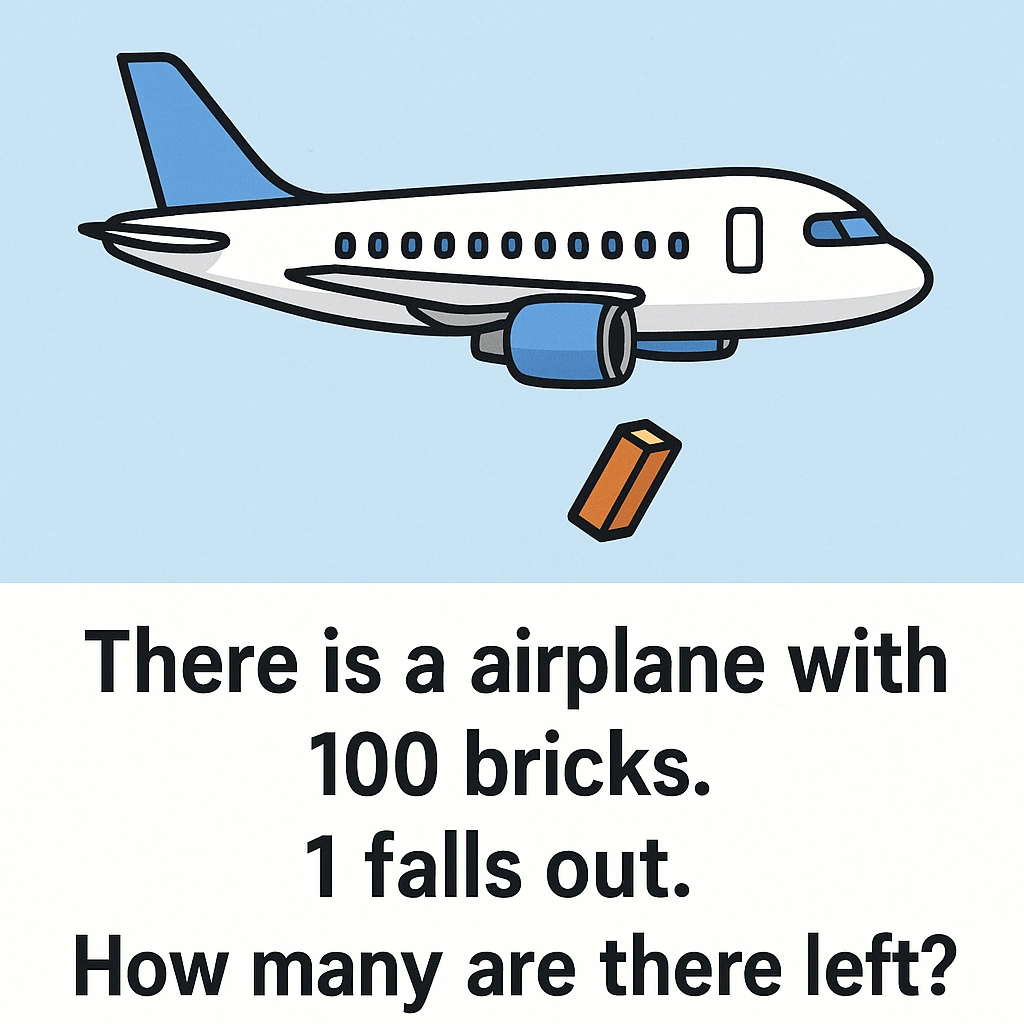 There is a airplane with
100 bricks.
1 falls out.
How many are there left?